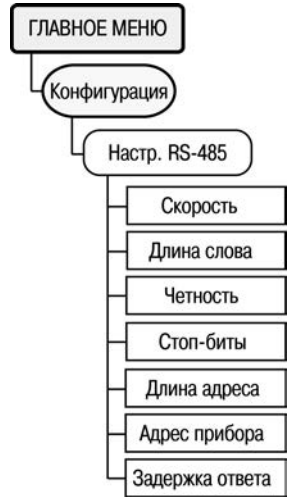 ГЛАВНОЕ МЕНЮ
Конфигурация
Настр. RS-485
Скорость
Длина слова
Четность
Стоп-биты
Длина адреса
Адрес прибора
Задержка ответа